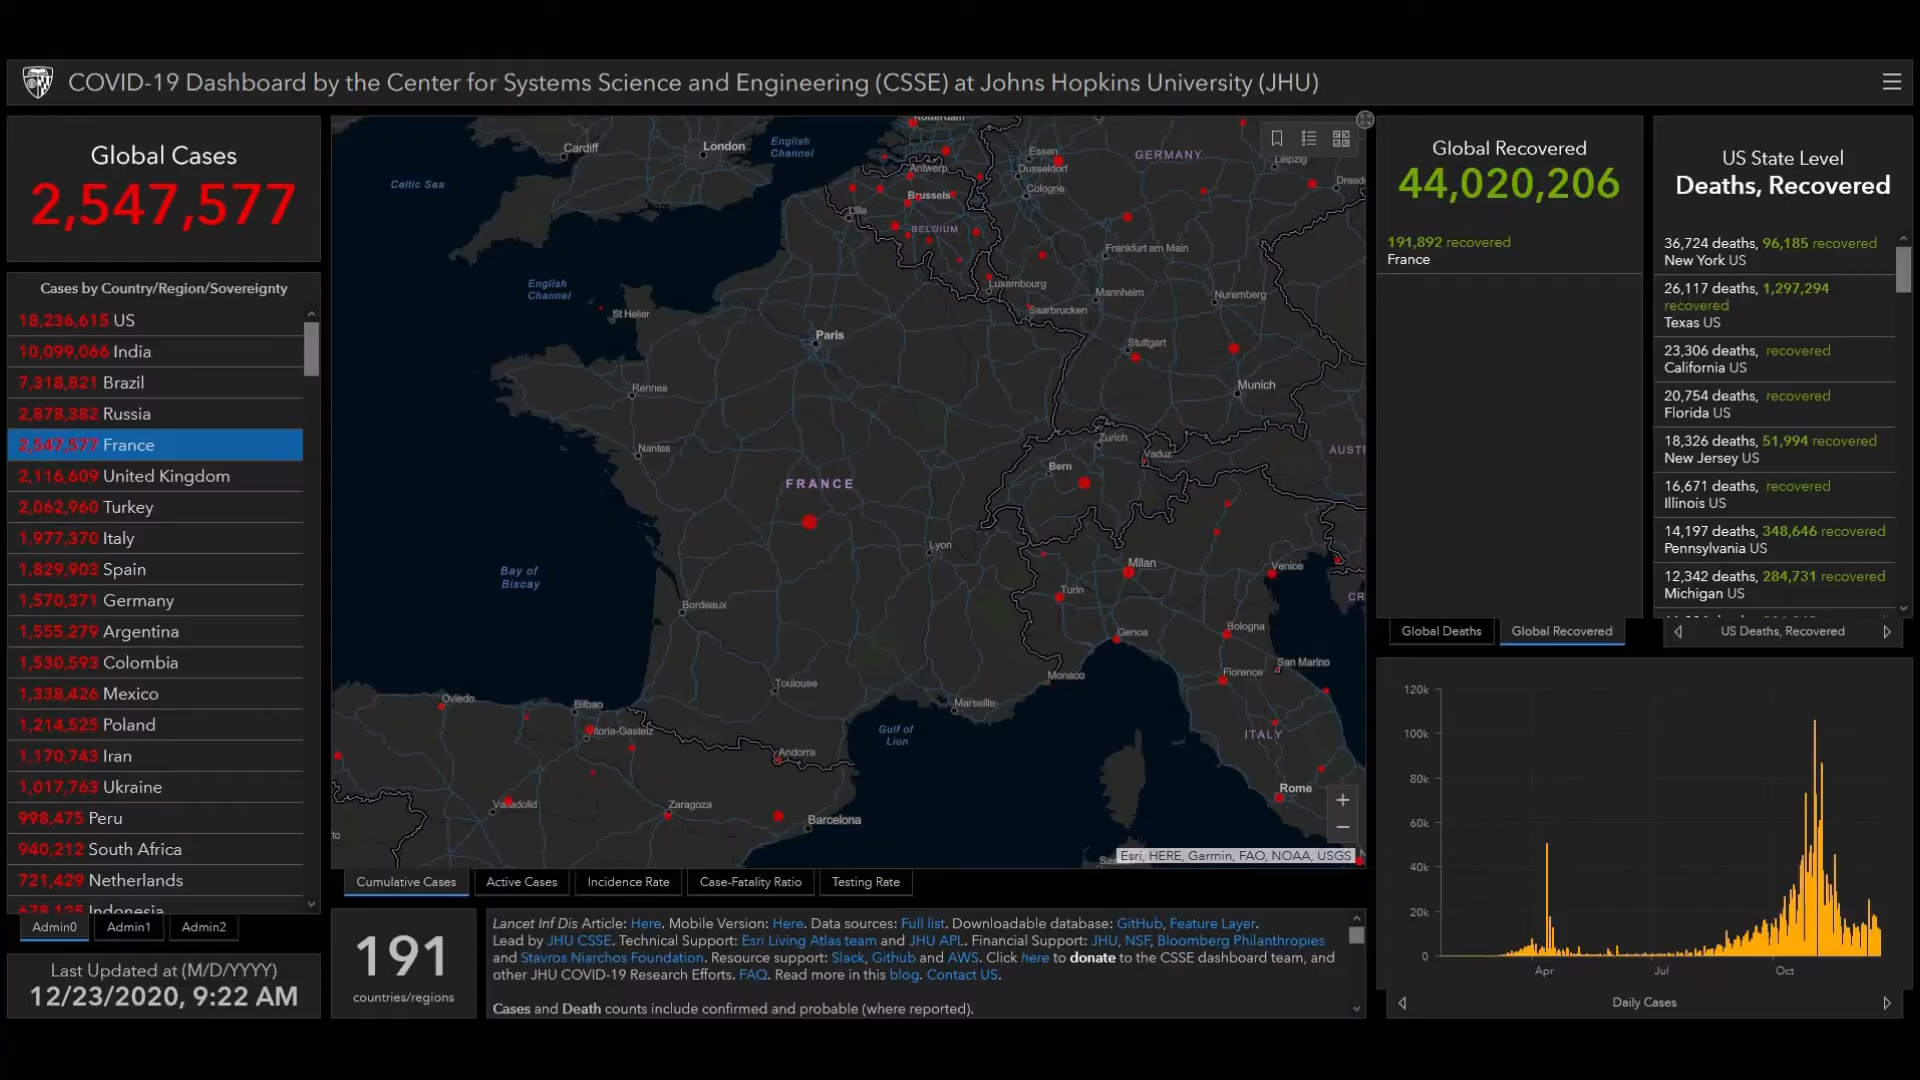 COVID-19 Dashboard by the Center for Systems Science and Engineering (CSSE) at Johns Hopkins University (JHU)
Global Cases
2,547,577
Cases by Country/Region/Sovereignty
18,236,615 US
10,099,066 India
7,318,821 Brazil
2,878,382 Russia
2,547,577 France
2,116,609 United Kingdom
2,062,960 Turkey
1,977,370 Italy
1,829,903 Spain
1,570,371 Germany
1,555,279 Argentina
1,530,593 Colombia
1,338,426 Mexico
1,214,525 Poland
1,170,743 Iran
1,017,763 Ukraine
998,475 Peru
940,212 South Africa
721,429 Netherlands
678,125 Indonesia
Admin0
Admin1
Admin2
Last Updated at (M/D/YYYY)
12/23/2020, 9:22 AM
Rotterdam
Cardiff
London
English
Channel
Celtic Sea
Essen
Dusseldorf
Cologne
GERMANY
Leipzig
Antwerp
Brussels
Lille
BELGIUM
Frankfurt am Main
English
Channel
St Helier
Luxembourg
Mannheim
Nuremberg
Saarbrucken
Paris
Stuttgart
Munich
Rennes
Nantes
Zurich
Vaduz
Bern
FRANCE
Lyon
Milan
Venice
Turin
Bay of
Biscay
Bordeaux
Genoa
Bologna
San Marino
Florence
Monaco
Toulouse
Marseille
Oviedo
Bilbao
Vitoria-Gasteiz
Gulf of
Lion
ITALY
Andorra
Valladolid
Zaragoza
Barcelona
Rome
Esri, HERE, Garmin, FAO, NOAA, USGS
Cumulative Cases
Active Cases
Incidence Rate
Case-Fatality Ratio
Testing Rate
191
countries/regions
Lancet Inf Dis Article: Here. Mobile Version: Here. Data sources: Full list. Downloadable database: GitHub, Feature Layer.
Lead by JHU CSSE. Technical Support: Esri Living Atlas team and JHU APL. Financial Support: JHU, NSF, Bloomberg Philanthropies
and Stavros Niarchos Foundation. Resource support: Slack, Github and AWS. Click here to donate to the CSSE dashboard team, and
other JHU COVID-19 Research Efforts. FAQ. Read more in this blog. Contact US.
Cases and Death counts include confirmed and probable (where reported).
Global Recovered
44,020,206
191,892 recovered
France
Global Deaths
Global Recovered
US State Level
Deaths, Recovered
36,724 deaths, 96,185 recovered
New York US
26,117 deaths, 1,297,294
recovered
Texas US
23,306 deaths, recovered
California US
20,754 deaths, recovered
Florida US
18,326 deaths, 51,994 recovered
New Jersey US
16,671 deaths, recovered
Illinois US
14,197 deaths, 348,646 recovered
Pennsylvania US
12,342 deaths, 284,731 recovered
Michigan US
US Deaths, Recovered
120k
100k
80k
60k
40k
20k
0
Apr
Jul
Oct
Daily Cases